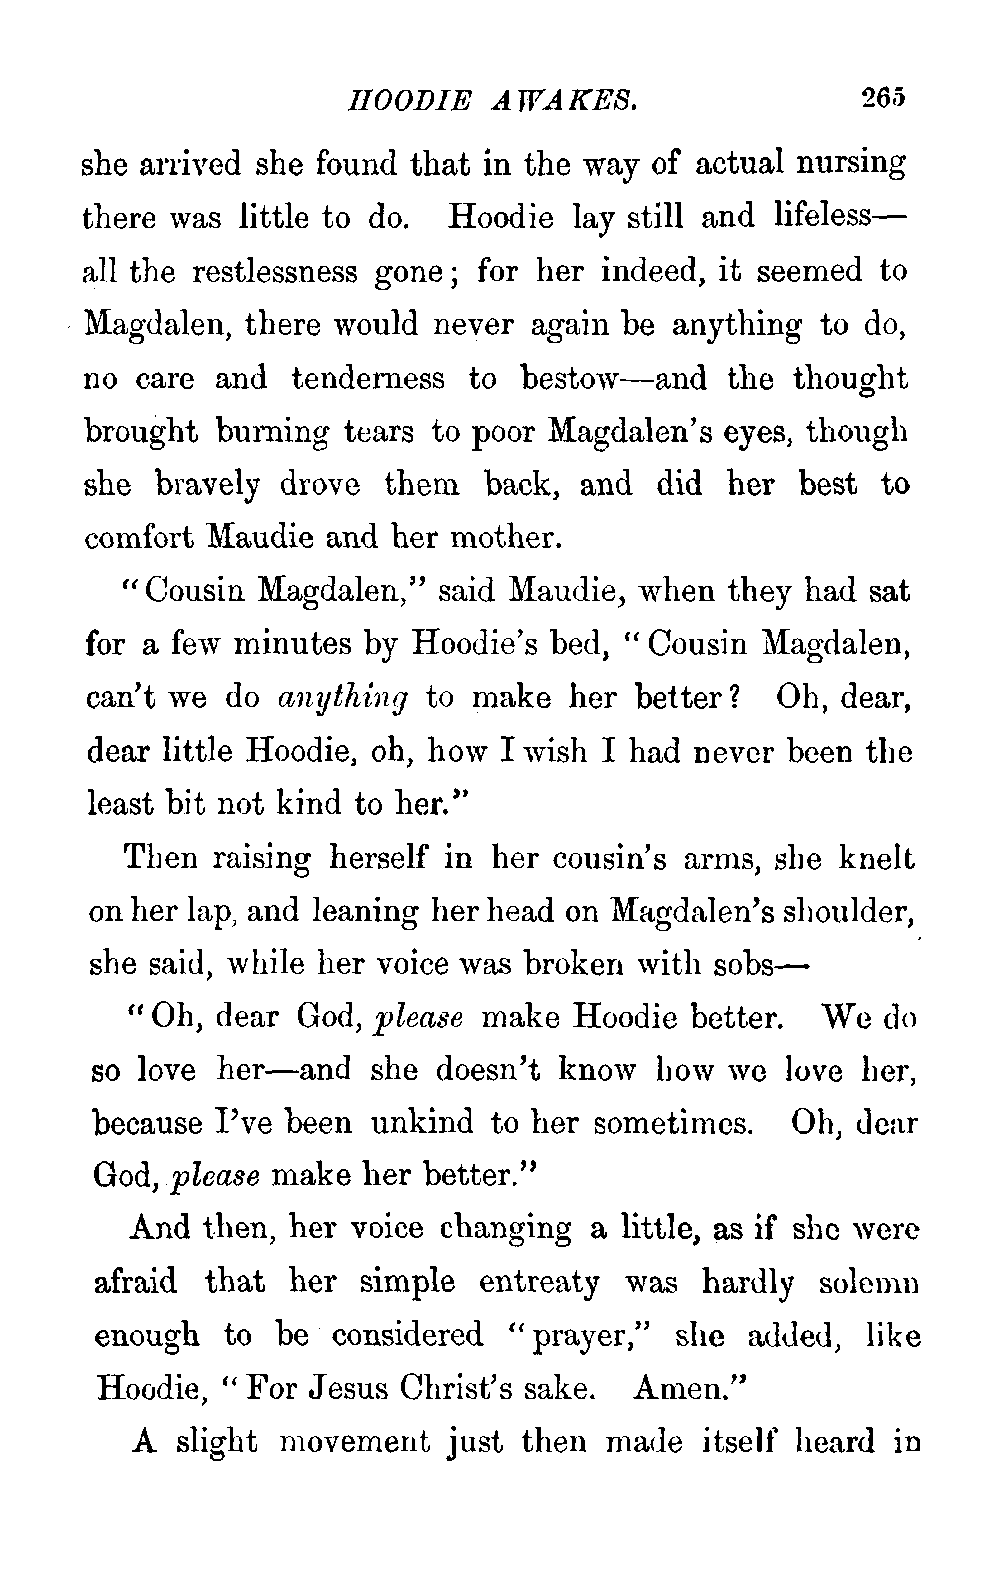 HOODIE AWAKES. 265
she arrived she found that in the way of actual nursing
there was little to do. Hoodie lay still and lifeless—
all the restlessness gone; for her indeed, it seemed to
Magdalen, there would never again be anything to do,
no care and tenderness to bestow—and the thought
brought burning tears to poor Magdalen's eyes, though
she bravely drove them back, and did her best to
comfort Maudie and her mother.
"Cousin Magdalen," said Maudie, when they had sat
for a few minutes by Hoodie's bed, "Cousin Magdalen,
can't we do anything to make her better? Oh, dear,
dear little Hoodie, oh, how I wish I had never been the
least bit not kind to her."
Then raising herself in her cousin's arms, she knelt
on her lap, and leaning her head on Magdalen's shoulder,
she said, while her voice was broken with sobs—
"Oh, dear God, please make Hoodie better. We do
so love her—and she doesn't know how we love her,
because I've been unkind to her sometimes. Oh, dear
God, please make her better."
And then, her voice changing a little, as if she were
afraid that her simple entreaty was hardly solemn
enough to be considered "prayer," she added, like
Hoodie, "For Jesus Christ's sake. Amen."
A slight movement just then made itself heard in